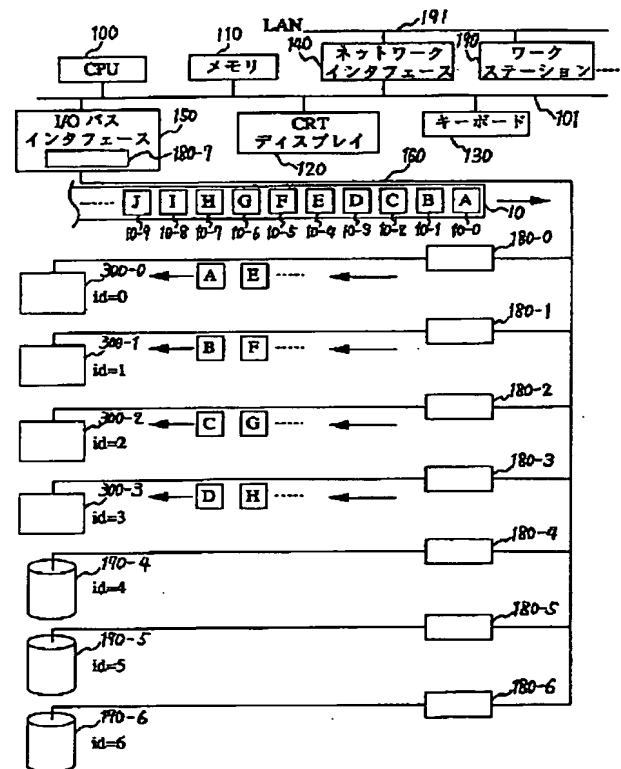 LAN 191
100 110 140 190
CPU メモリ ネットワーク インタフェース ワーク ステーション
I/O バス インタフェース 150
180-7
CRT ディスプレイ
120
キーボード
130
101
160
J I H G F E D C B A
10
10-9 10-8 10-7 10-6 10-5 10-4 10-3 10-2 10-1 10-0
180-0
300-0
A E
id=0
180-1
300-1
B F
id=1
180-2
300-2
C G
id=2
180-3
300-3
D H
id=3
180-4
170-4
id=4
180-5
170-5
id=5
180-6
170-6
id=6